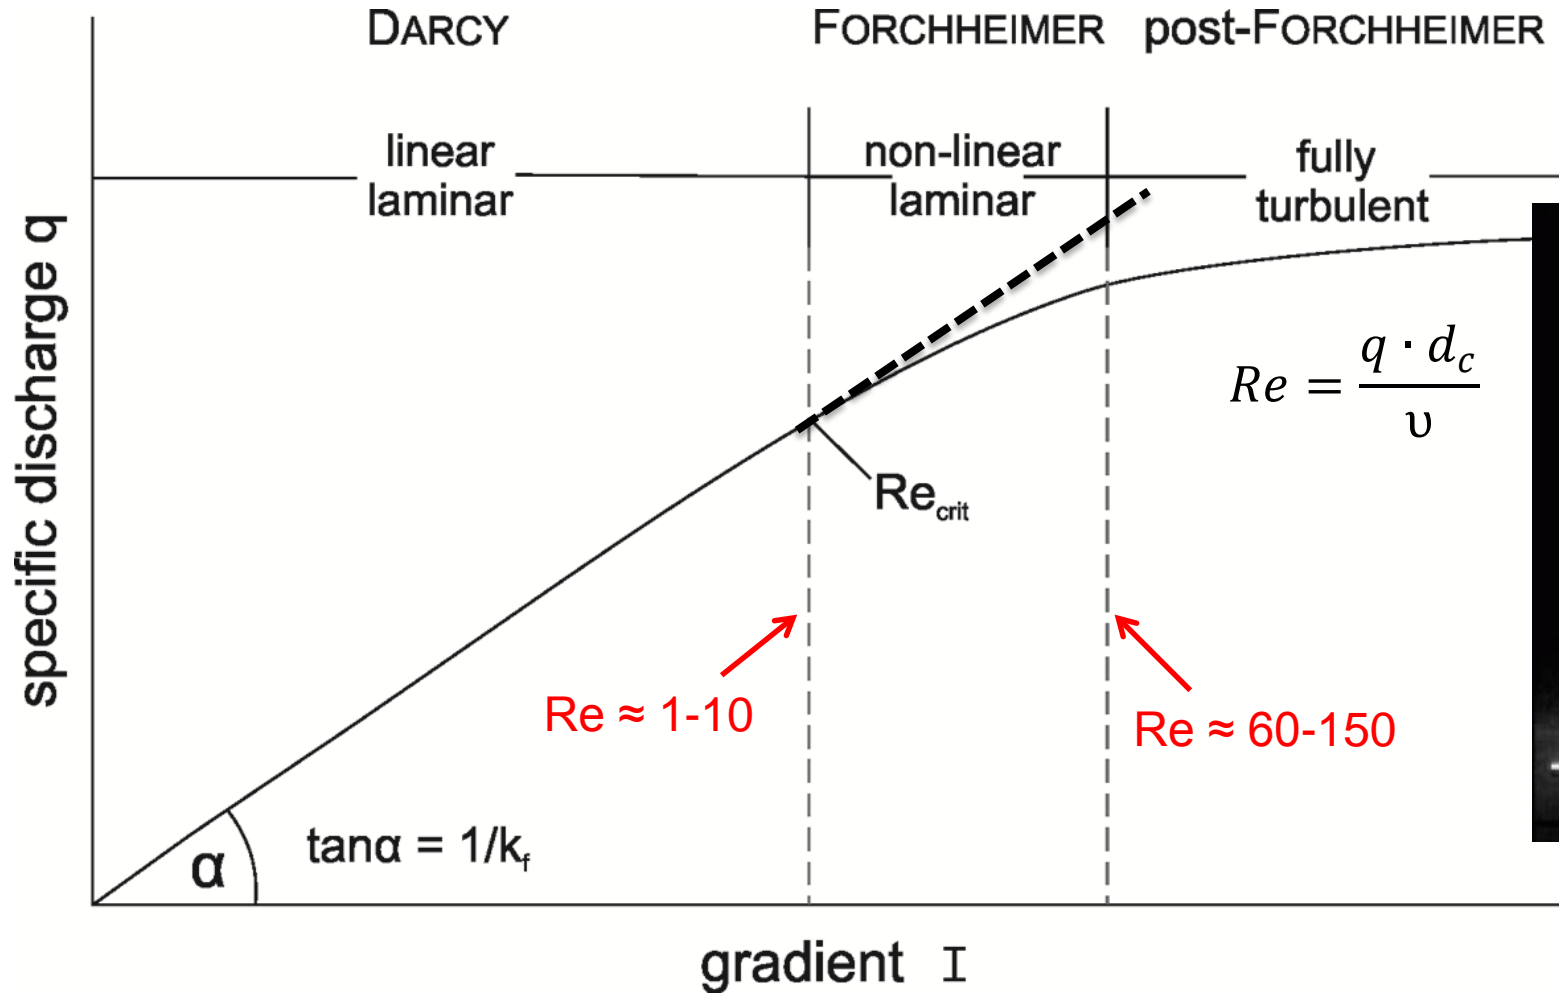 DARCY
FORCHHEIMER
post-FORCHHEIMER
linear
laminar
non-linear
laminar
fully
turbulent
specific discharge q
Re = q · d_c / υ
Re_crit
Re ≈ 1-10
Re ≈ 60-150
α
tanα = 1/k_f
gradient I